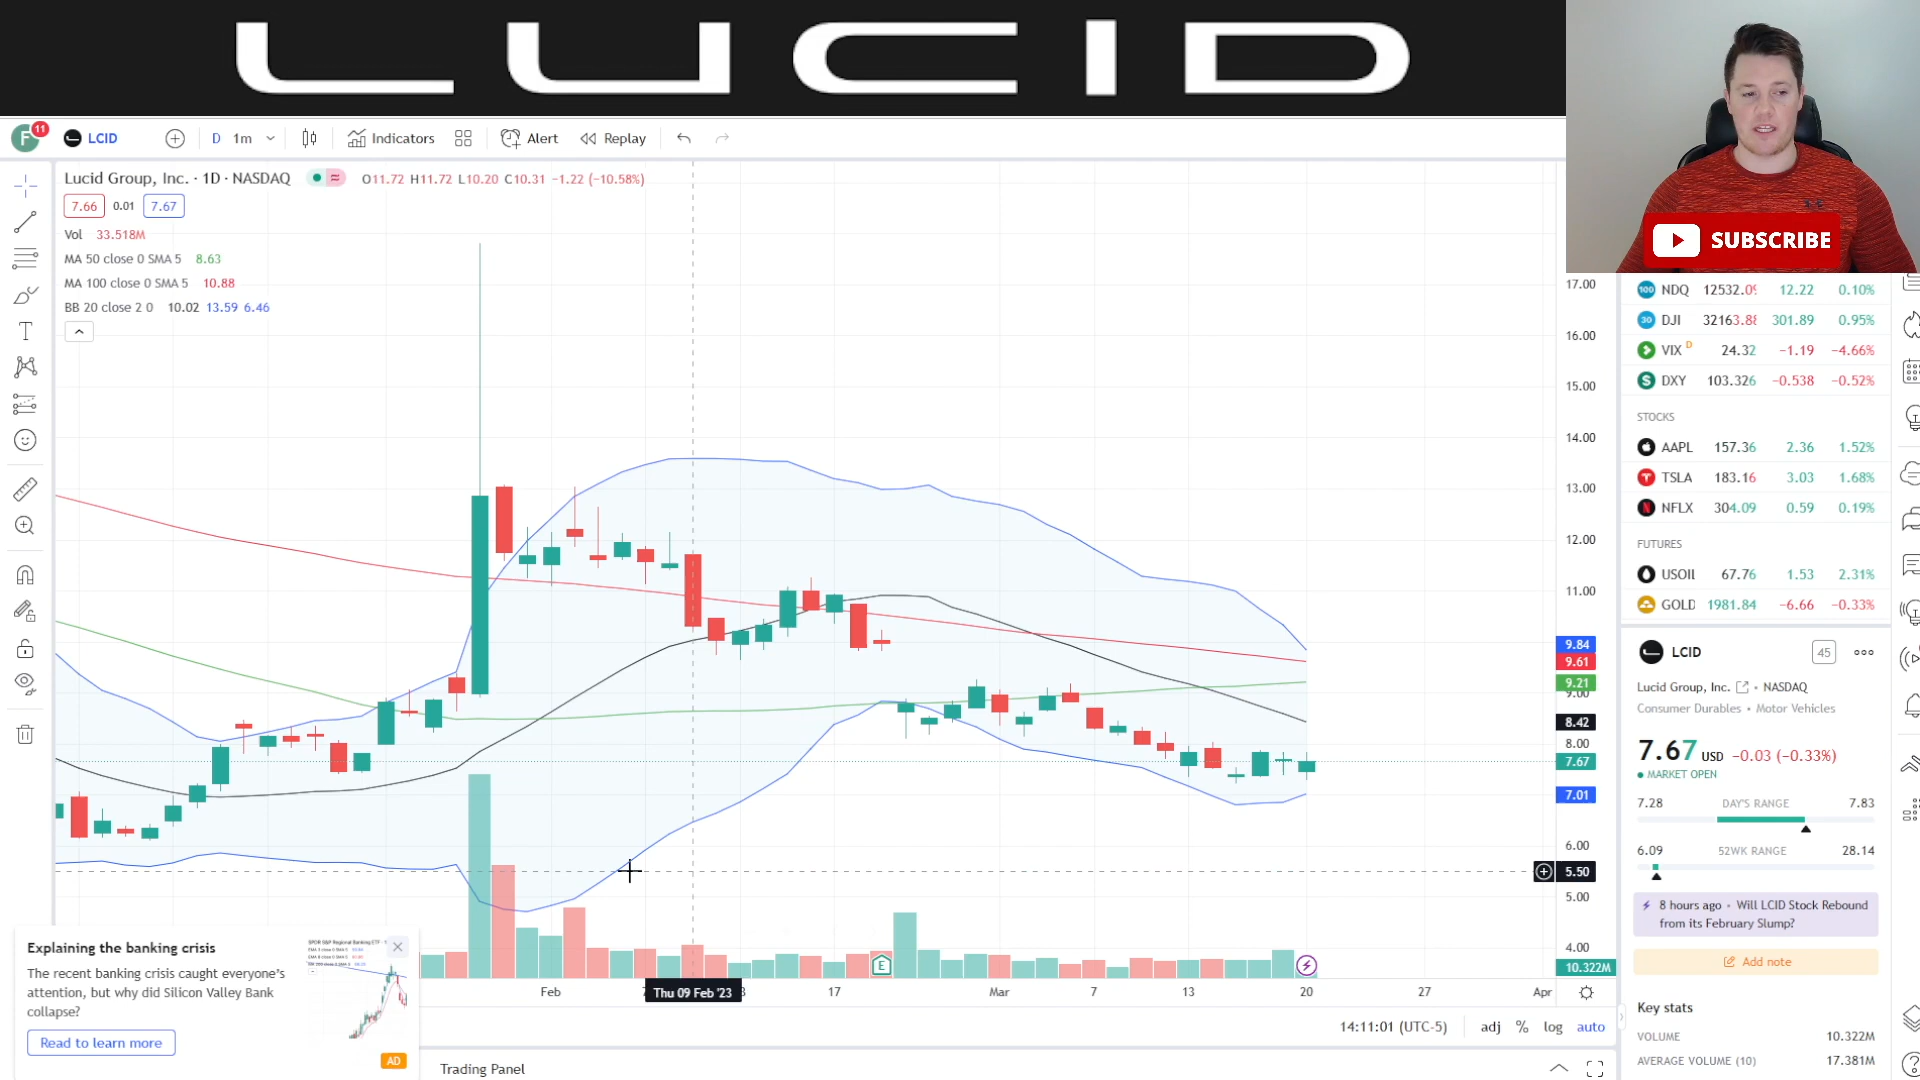 LUCID
SUBSCRIBE
F 11 LCID D 1m Indicators Alert Replay
Lucid Group, Inc. · 1D · NASDAQ O11.72 H11.72 L10.20 C10.31 −1.22 (−10.58%)
7.66 0.01 7.67
Vol 33.518M
MA 50 close 0 SMA 5 8.63
MA 100 close 0 SMA 5 10.88
BB 20 close 2 0 10.02 13.59 6.46
17.00
16.00
15.00
14.00
13.00
12.00
11.00
9.84
9.61
9.21
9.00
8.42
8.00
7.67
7.01
6.00
5.50
5.00
4.00
10.322M
E
Feb Thu 09 Feb '23 17 Mar 7 13 20 27 Apr
14:11:01 (UTC-5) adj % log auto
Trading Panel
Explaining the banking crisis
The recent banking crisis caught everyone's
attention, but why did Silicon Valley Bank
collapse?
Read to learn more
AD
100 NDQ 12532.09 12.22 0.10%
30 DJI 32163.88 301.89 0.95%
VIX D 24.32 −1.19 −4.66%
DXY 103.326 −0.538 −0.52%
STOCKS
AAPL 157.36 2.36 1.52%
TSLA 183.16 3.03 1.68%
NFLX 304.09 0.59 0.19%
FUTURES
USOIL 67.76 1.53 2.31%
GOLD 1981.84 −6.66 −0.33%
LCID 45
Lucid Group, Inc. • NASDAQ
Consumer Durables • Motor Vehicles
7.67 USD −0.03 (−0.33%)
MARKET OPEN
7.28 DAY'S RANGE 7.83
6.09 52WK RANGE 28.14
8 hours ago • Will LCID Stock Rebound
from its February Slump?
Add note
Key stats
VOLUME 10.322M
AVERAGE VOLUME (10) 17.381M